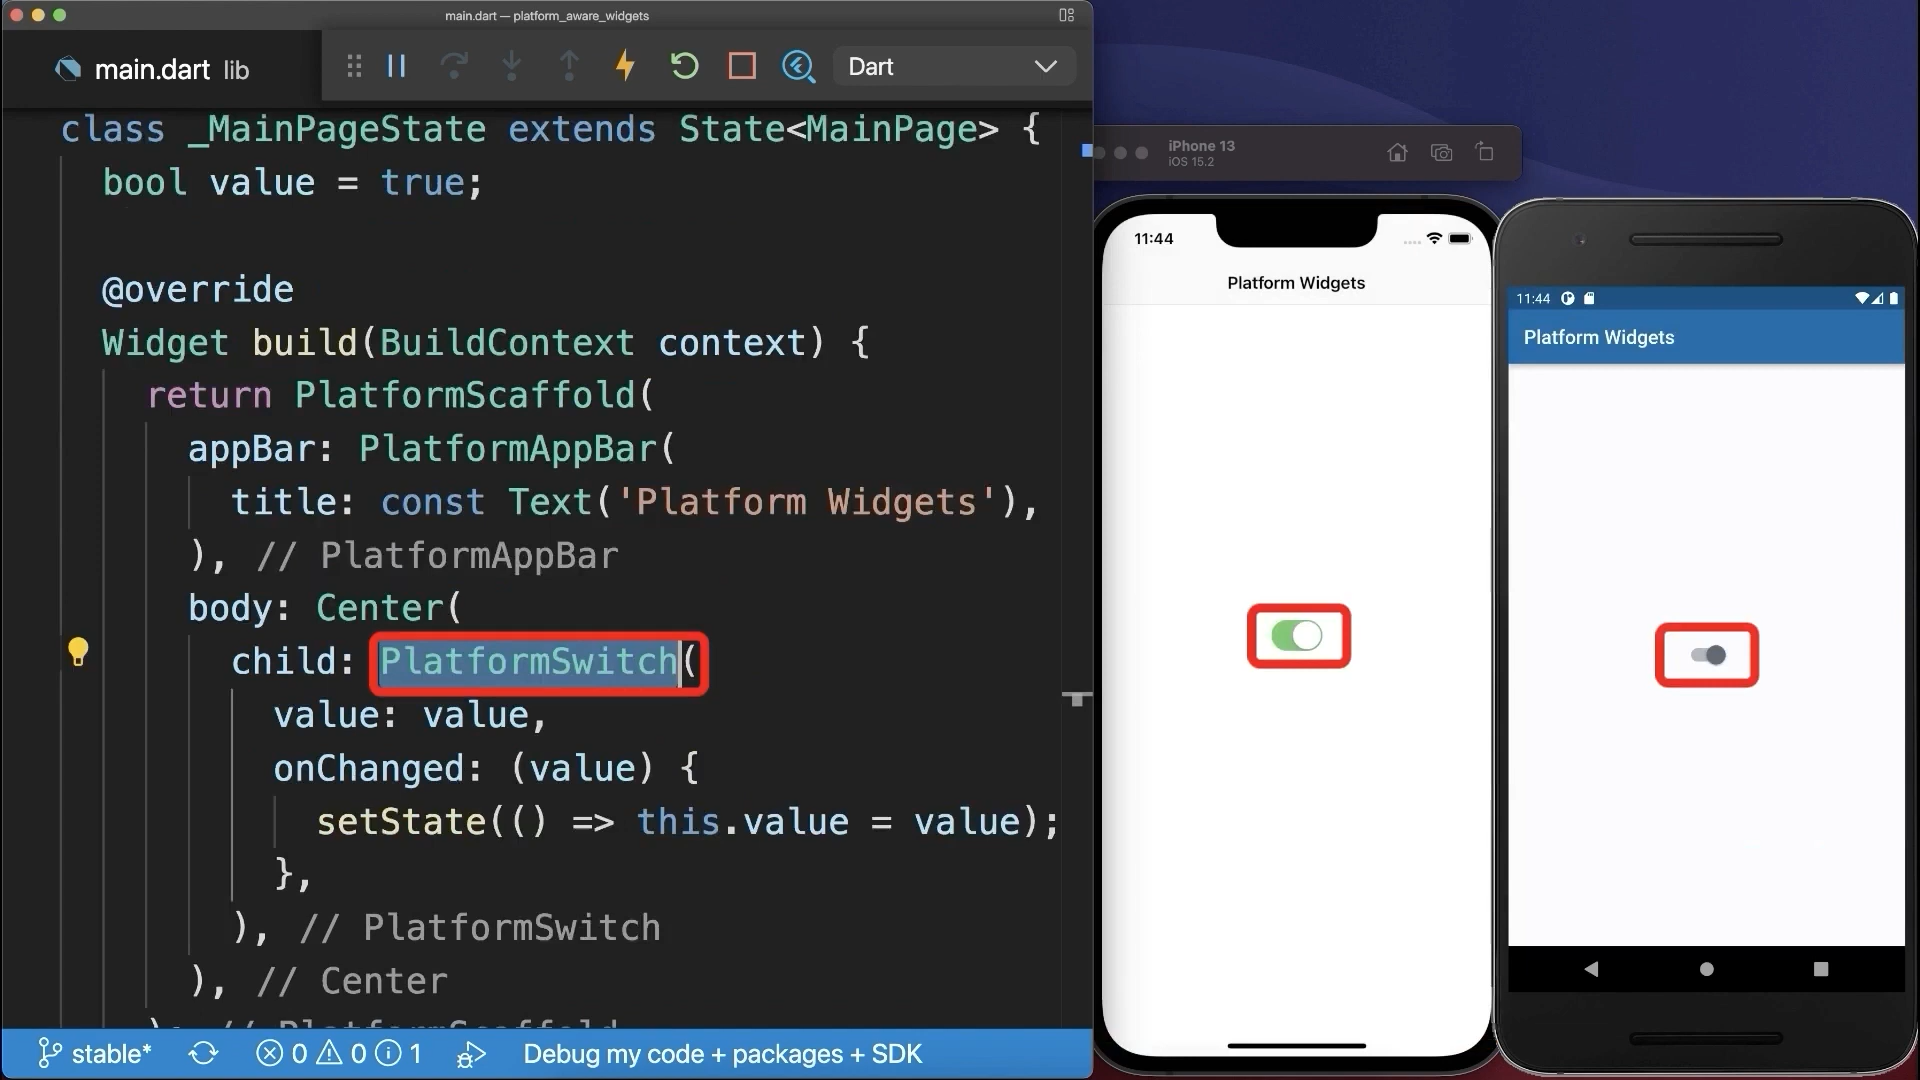 main.dart — platform_aware_widgets
main.dart lib
Dart
class _MainPageState extends State<MainPage> {
bool value = true;
@override
Widget build(BuildContext context) {
return PlatformScaffold(
appBar: PlatformAppBar(
title: const Text('Platform Widgets'),
), // PlatformAppBar
body: Center(
child: PlatformSwitch(
value: value,
onChanged: (value) {
setState(() => this.value = value);
},
), // PlatformSwitch
), // Center
); // PlatformScaffold
stable* 0 0 1 Debug my code + packages + SDK
iPhone 13
iOS 15.2
11:44
Platform Widgets
11:44
Platform Widgets